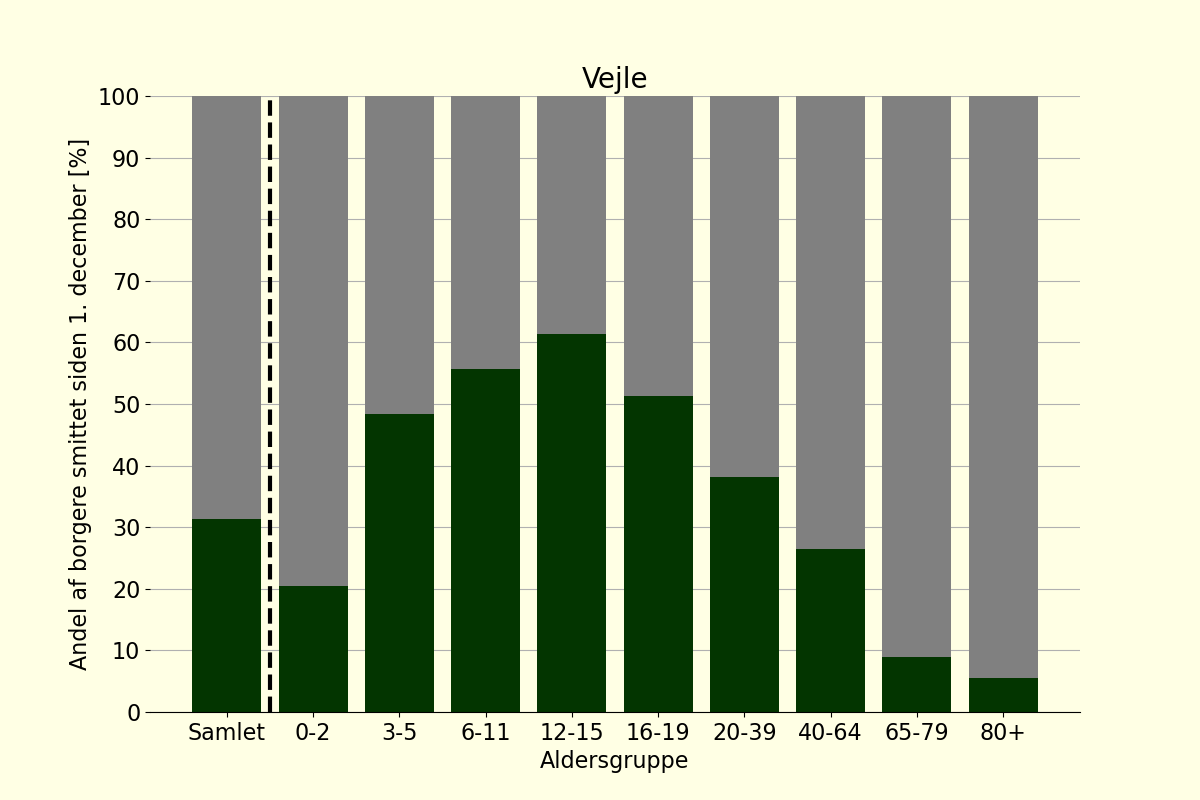 Vejle
Andel af borgere smittet siden 1. december [%]
100
90
80
70
60
50
40
30
20
10
0
Samlet 0-2 3-5 6-11 12-15 16-19 20-39 40-64 65-79 80+
Aldersgruppe